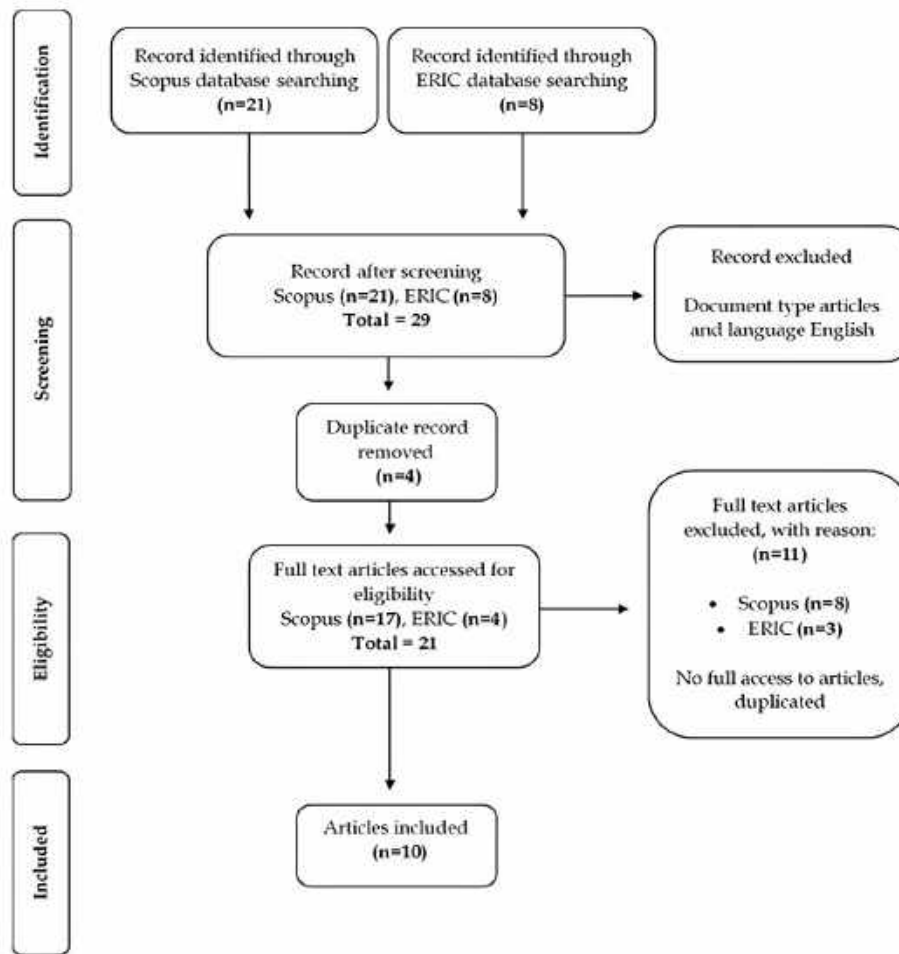 Identification
Record identified through
Scopus database searching
(n=21)
Record identified through
ERIC database searching
(n=8)
Screening
Record after screening
Scopus (n=21), ERIC (n=8)
Total = 29
Record excluded
Document type articles
and language English
Duplicate record
removed
(n=4)
Eligibility
Full text articles accessed for
eligibility
Scopus (n=17), ERIC (n=4)
Total = 21
Full text articles
excluded, with reason:
(n=11)
• Scopus (n=8)
• ERIC (n=3)
No full access to articles,
duplicated
Included
Articles included
(n=10)